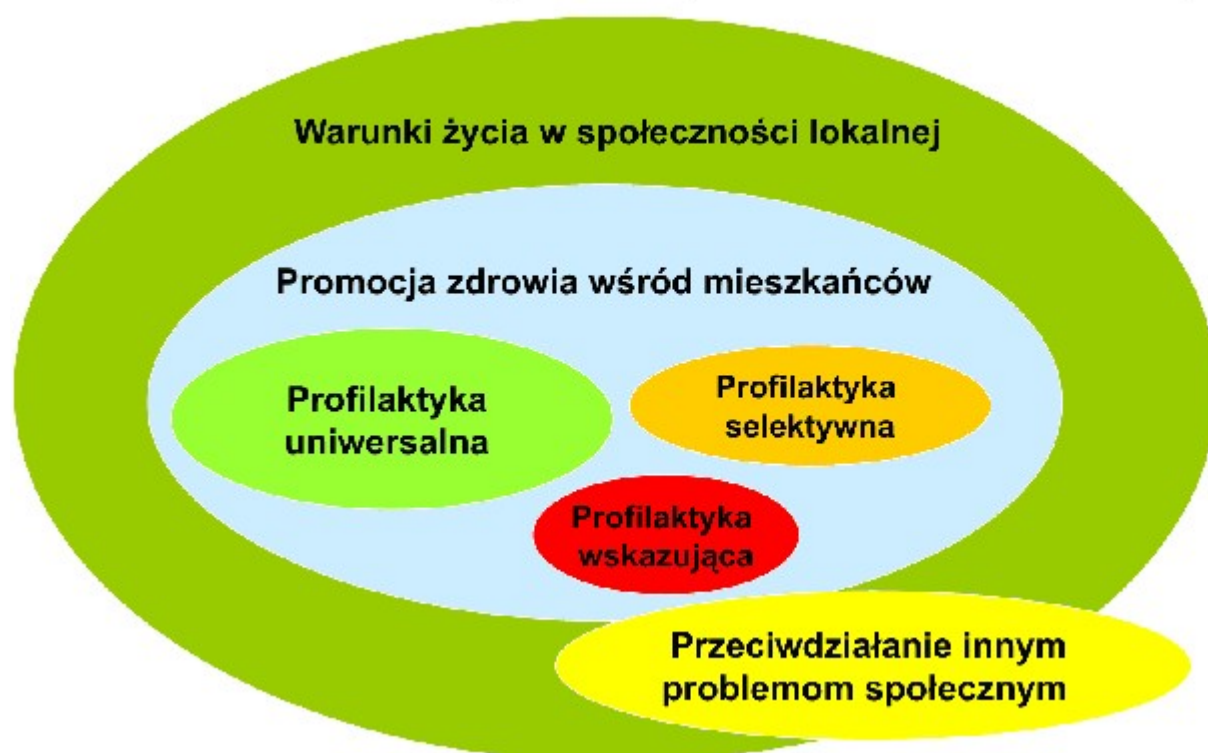 Warunki życia w społeczności lokalnej
Promocja zdrowia wśród mieszkańców
Profilaktyka
uniwersalna
Profilaktyka
selektywna
Profilaktyka
wskazująca
Przeciwdziałanie innym
problemom społecznym